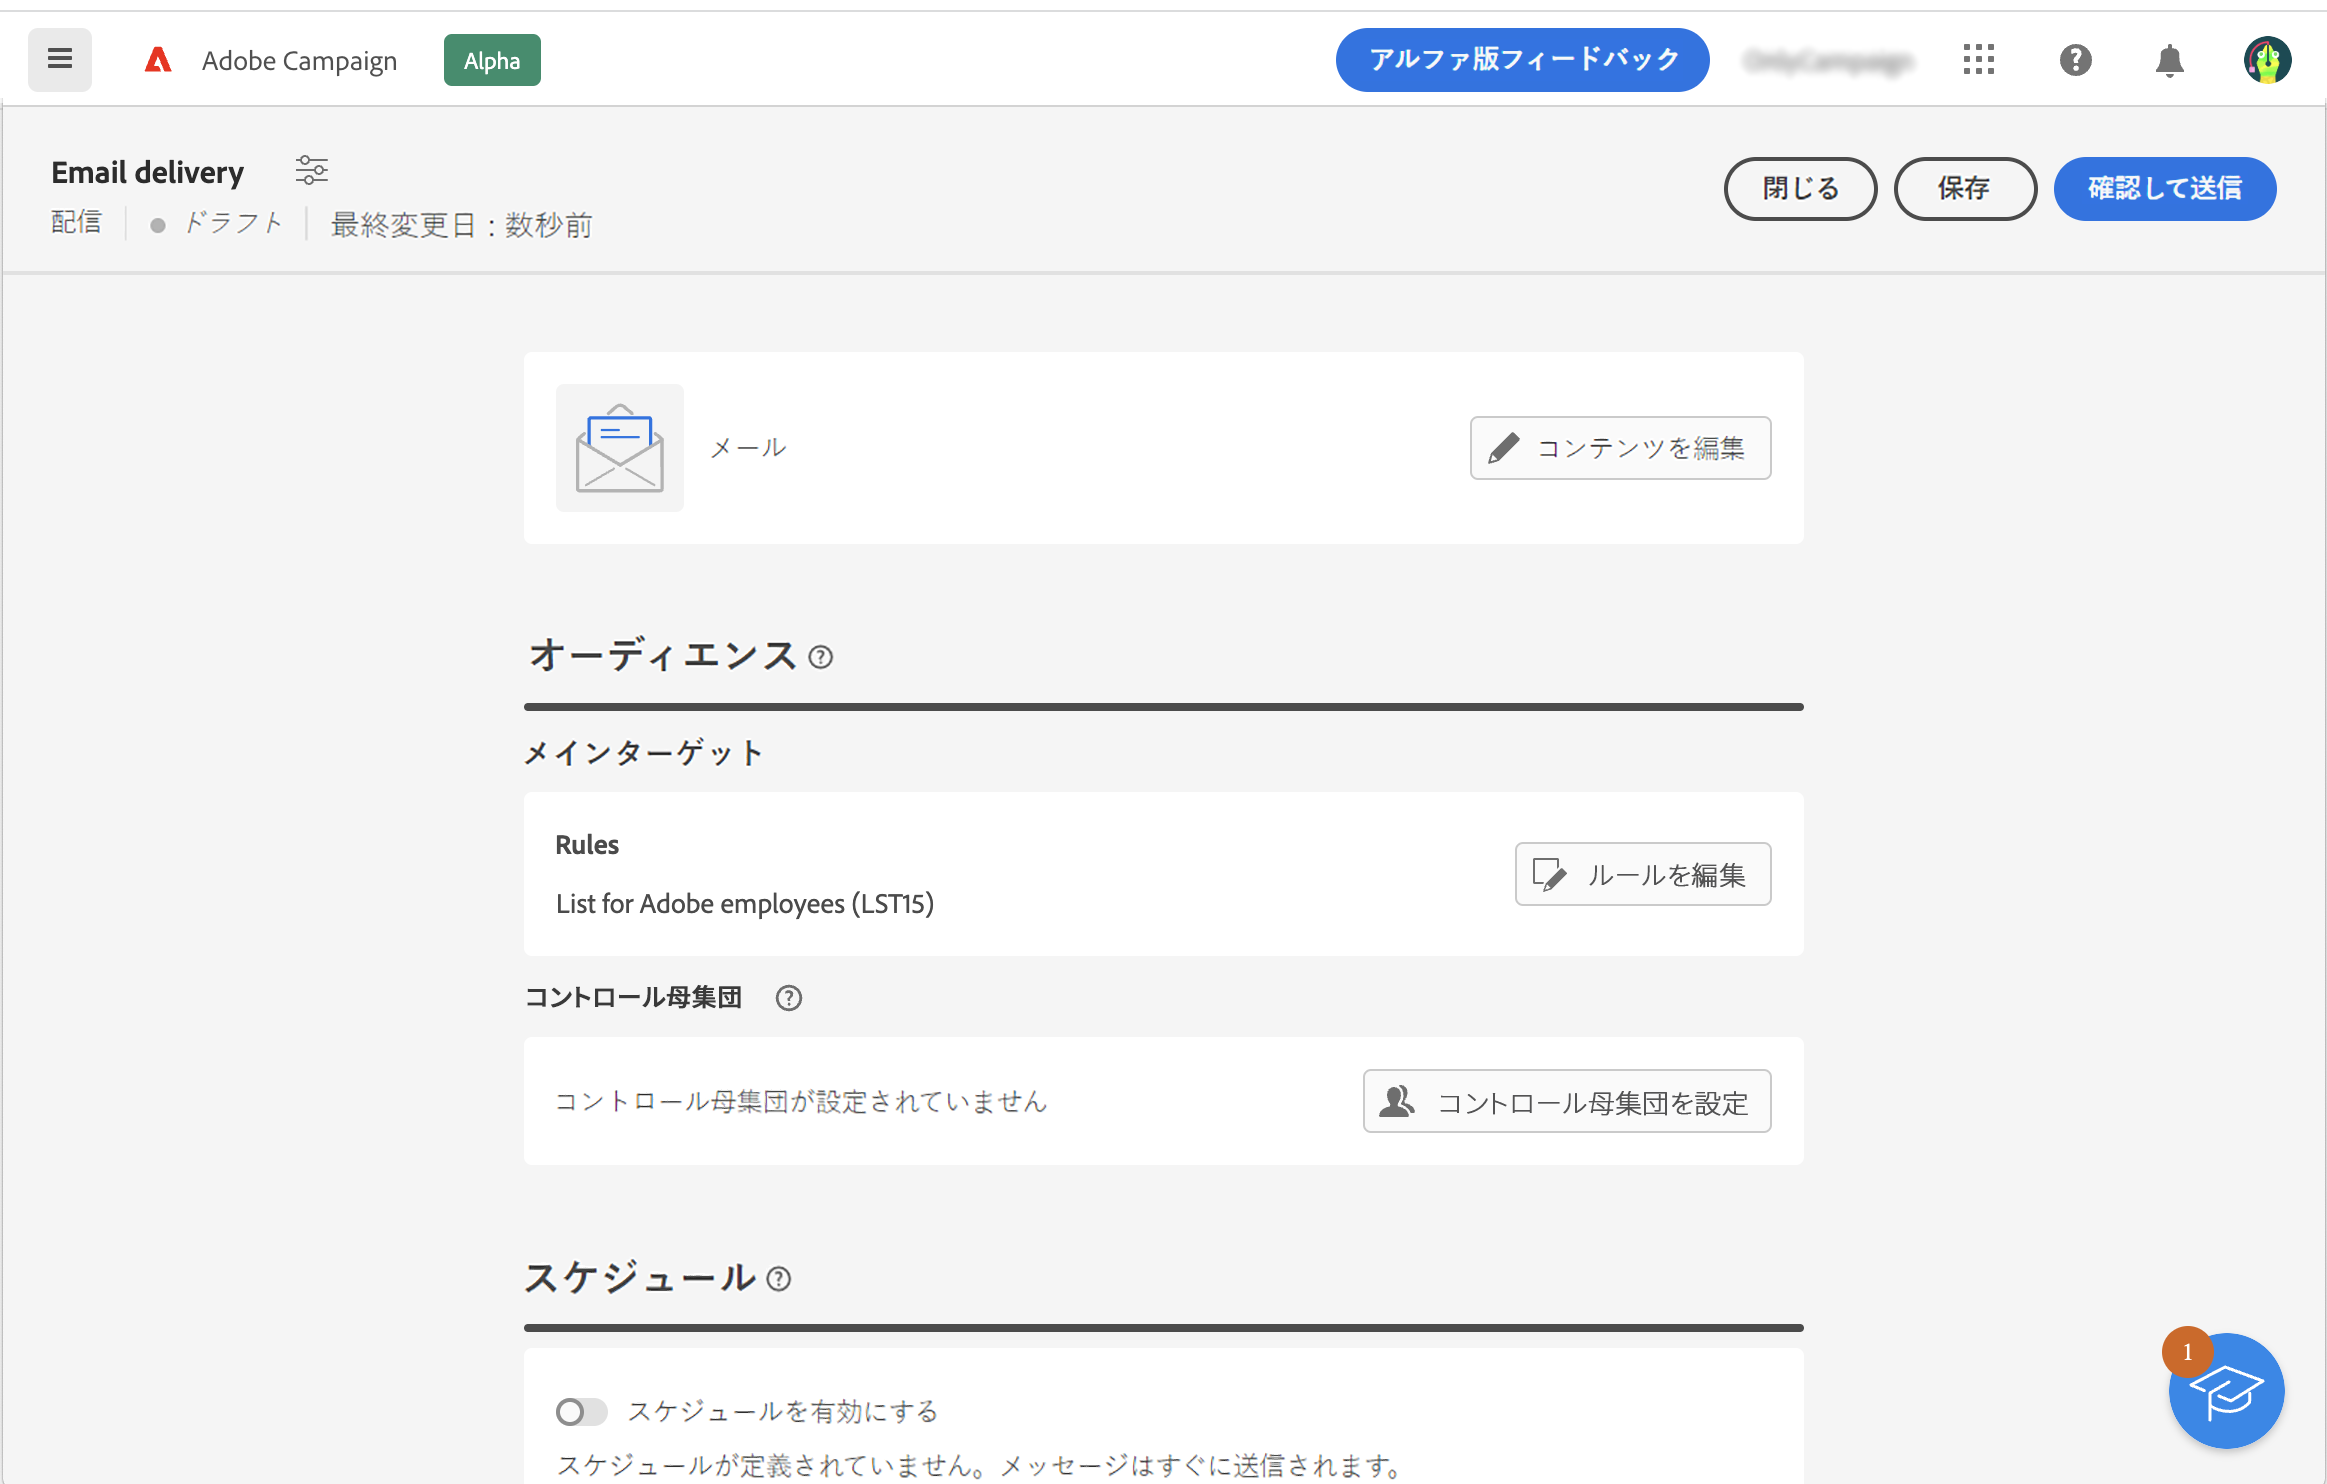 Adobe Campaign
Alpha
アルファ版フィードバック
Email delivery
配信
ドラフト
最終変更日：数秒前
閉じる
保存
確認して送信
メール
コンテンツを編集
オーディエンス
メインターゲット
Rules
List for Adobe employees (LST15)
ルールを編集
コントロール母集団
コントロール母集団が設定されていません
コントロール母集団を設定
スケジュール
スケジュールを有効にする
スケジュールが定義されていません。メッセージはすぐに送信されます。
1